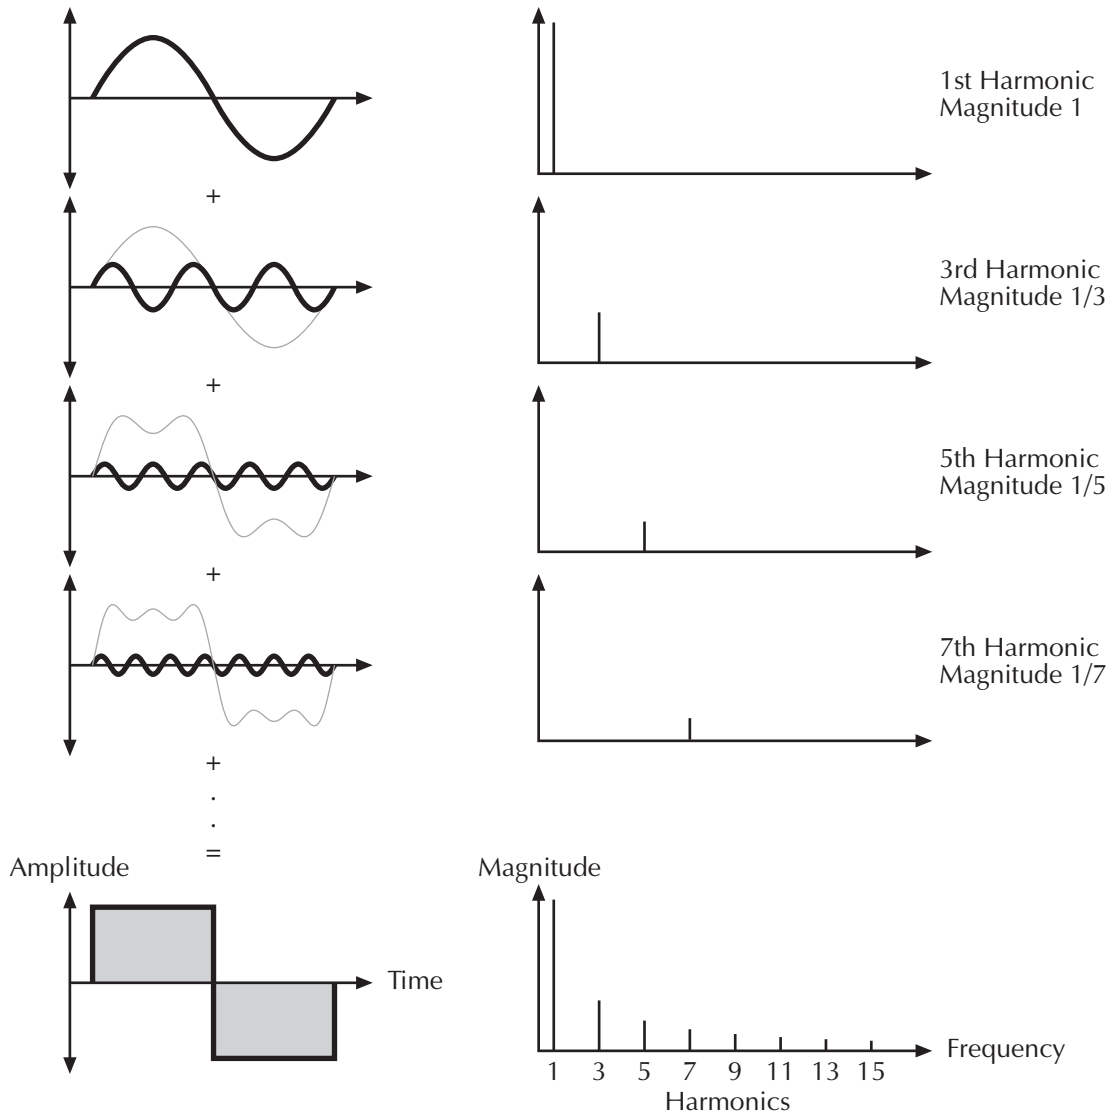 1st Harmonic
Magnitude 1
+
3rd Harmonic
Magnitude 1/3
+
5th Harmonic
Magnitude 1/5
+
7th Harmonic
Magnitude 1/7
+
.
.
=
Amplitude
Magnitude
Time
Frequency
1 3 5 7 9 11 13 15
Harmonics